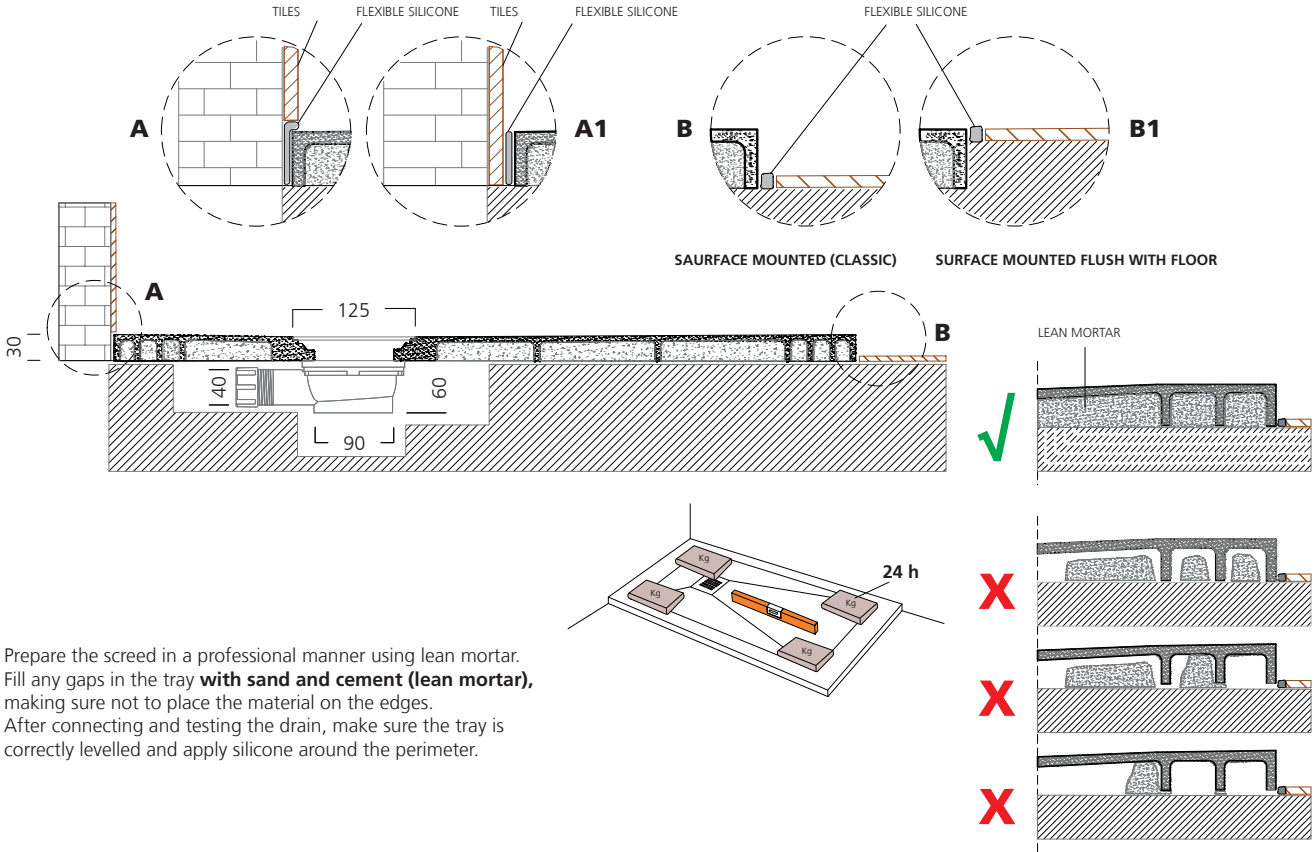 TILES
FLEXIBLE SILICONE
TILES
FLEXIBLE SILICONE
FLEXIBLE SILICONE
A
A1
B
B1
SAURFACE MOUNTED (CLASSIC)
SURFACE MOUNTED FLUSH WITH FLOOR
A
125
B
30
40
60
90
LEAN MORTAR
√
Kg
Kg
Kg
Kg
24 h
X
X
X
Prepare the screed in a professional manner using lean mortar.
Fill any gaps in the tray with sand and cement (lean mortar),
making sure not to place the material on the edges.
After connecting and testing the drain, make sure the tray is
correctly levelled and apply silicone around the perimeter.